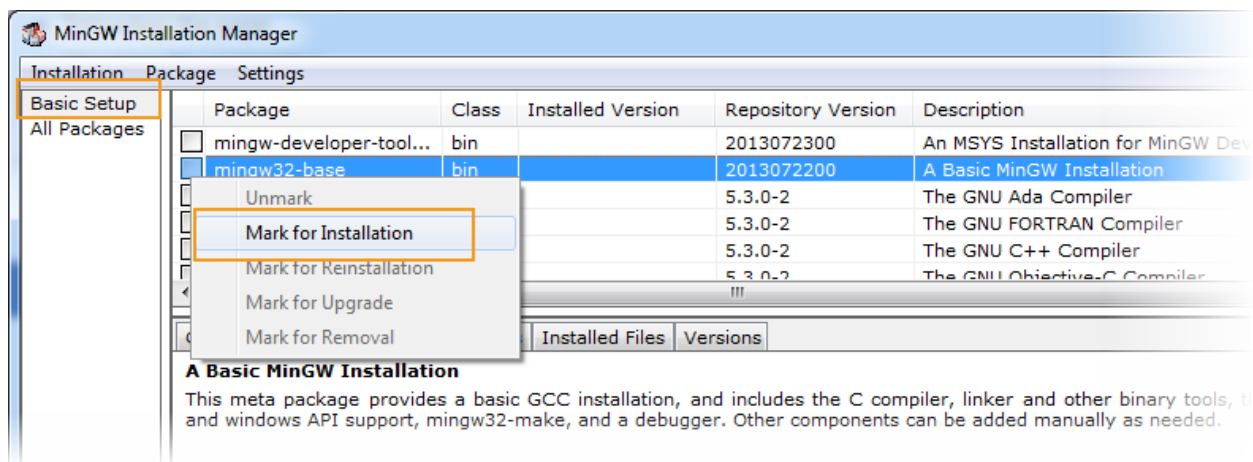 MinGW Installation Manager
Installation Package Settings
Basic Setup
All Packages
Package Class Installed Version Repository Version Description
mingw-developer-tool... bin 2013072300 An MSYS Installation for MinGW Dev
mingw32-base bin 2013072200 A Basic MinGW Installation
5.3.0-2 The GNU Ada Compiler
5.3.0-2 The GNU FORTRAN Compiler
5.3.0-2 The GNU C++ Compiler
5.3.0-2 The GNU Objective-C Compiler
Unmark
Mark for Installation
Mark for Reinstallation
Mark for Upgrade
Mark for Removal
Installed Files Versions
A Basic MinGW Installation
This meta package provides a basic GCC installation, and includes the C compiler, linker and other binary tools,
and windows API support, mingw32-make, and a debugger. Other components can be added manually as needed.